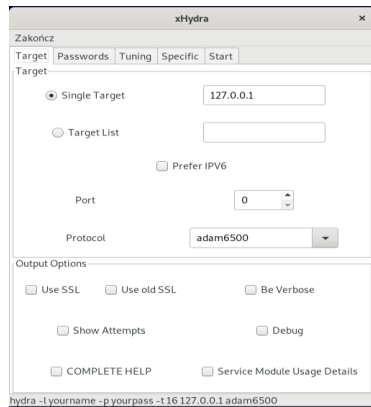 xHydra ×
Zakończ
Target Passwords Tuning Specific Start
Target
Single Target 127.0.0.1
Target List
Prefer IPV6
Port 0
Protocol adam6500
Output Options
Use SSL Use old SSL Be Verbose
Show Attempts Debug
COMPLETE HELP Service Module Usage Details
hydra -l yourname -p yourpass -t 16 127.0.0.1 adam6500